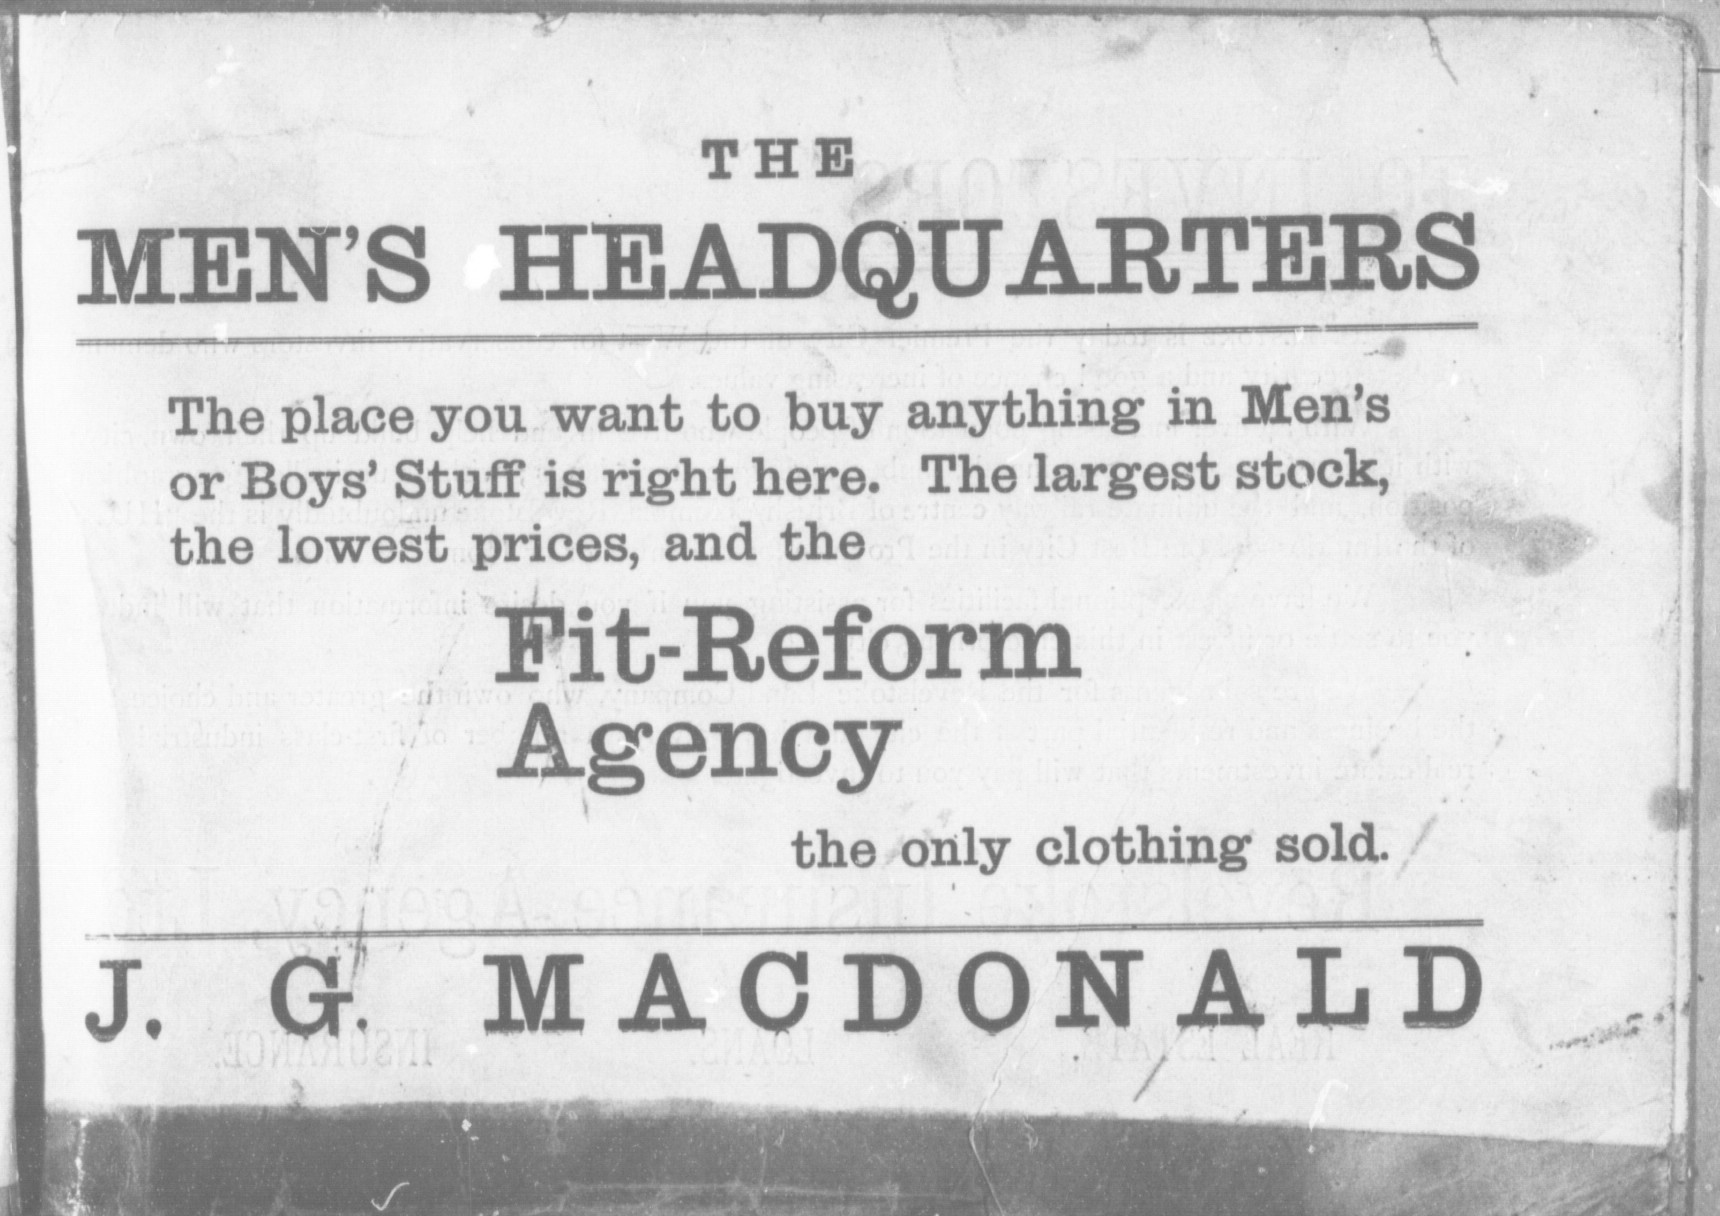 THE
MEN'S HEADQUARTERS
The place you want to buy anything in Men's
or Boys' Stuff is right here. The largest stock,
the lowest prices, and the
Fit-Reform
Agency
the only clothing sold.
J. G. MACDONALD